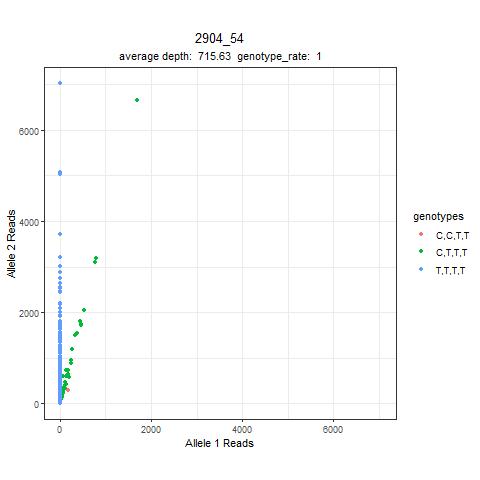 2904_54
average depth:  715.63  genotype_rate:  1
Allele 2 Reads
6000
4000
2000
0
0 2000 4000 6000
Allele 1 Reads
genotypes
C,C,T,T
C,T,T,T
T,T,T,T